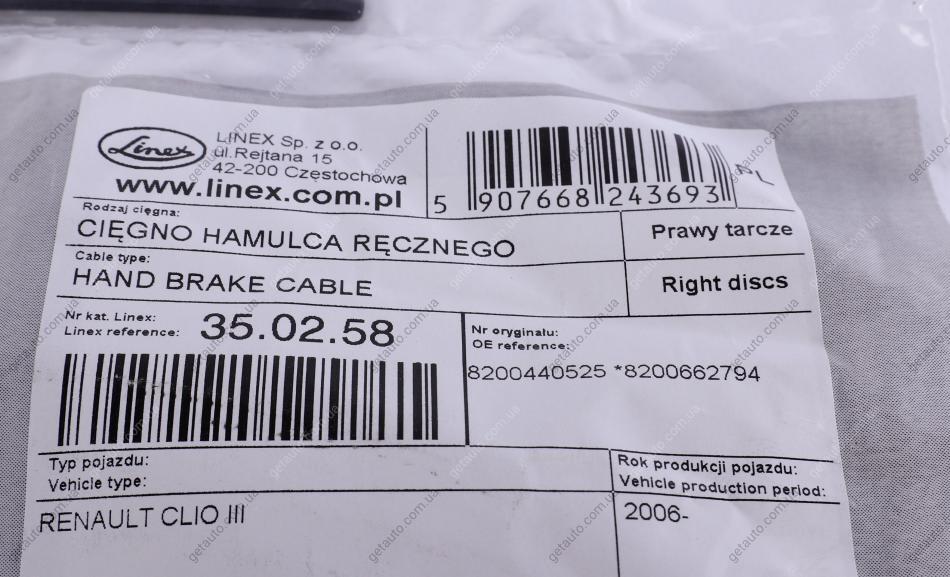 Linex
LINEX Sp. z o.o.
ul.Rejtana 15
42-200 Częstochowa
www.linex.com.pl
5 907668 243693
Rodzaj cięgna:
CIĘGNO HAMULCA RĘCZNEGO
Prawy tarcze
Cable type:
HAND BRAKE CABLE
Right discs
Nr kat. Linex:
Linex reference:
35.02.58
Nr oryginału:
OE reference:
8200440525 *8200662794
Typ pojazdu:
Vehicle type:
RENAULT CLIO III
Rok produkcji pojazdu:
Vehicle production period:
2006-
getauto.com.ua